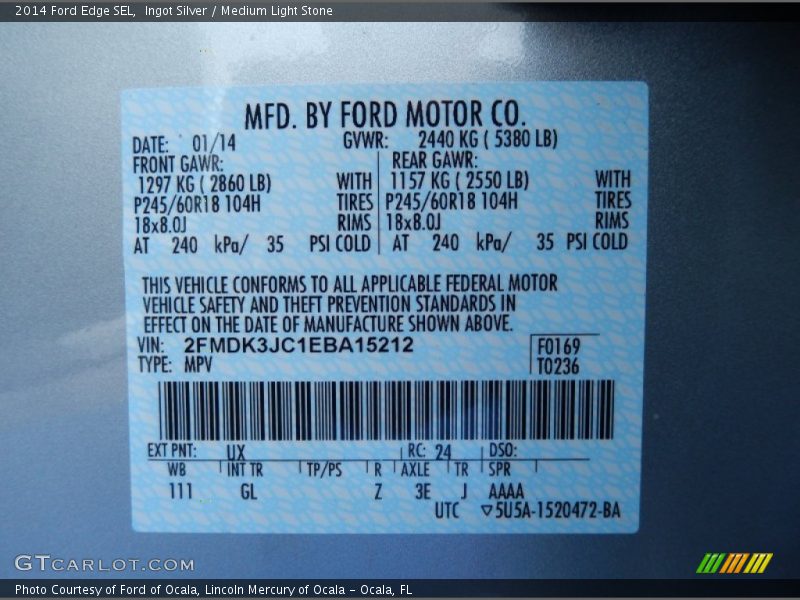 2014 Ford Edge SEL,  Ingot Silver / Medium Light Stone
MFD. BY FORD MOTOR CO.
DATE: 01/14 GVWR: 2440 KG ( 5380 LB)
FRONT GAWR: REAR GAWR:
1297 KG ( 2860 LB) WITH 1157 KG ( 2550 LB) WITH
P245/60R18 104H TIRES P245/60R18 104H TIRES
18x8.0J RIMS 18x8.0J RIMS
AT 240 kPa/ 35 PSI COLD AT 240 kPa/ 35 PSI COLD
THIS VEHICLE CONFORMS TO ALL APPLICABLE FEDERAL MOTOR
VEHICLE SAFETY AND THEFT PREVENTION STANDARDS IN
EFFECT ON THE DATE OF MANUFACTURE SHOWN ABOVE.
VIN: 2FMDK3JC1EBA15212 F0169
TYPE: MPV T0236
EXT PNT: UX RC: 24 DSO:
WB INT TR TP/PS R AXLE TR SPR
111 GL Z 3E J AAAA
UTC ▽5U5A-1520472-BA
GTCARLOT.COM
Photo Courtesy of Ford of Ocala, Lincoln Mercury of Ocala – Ocala, FL